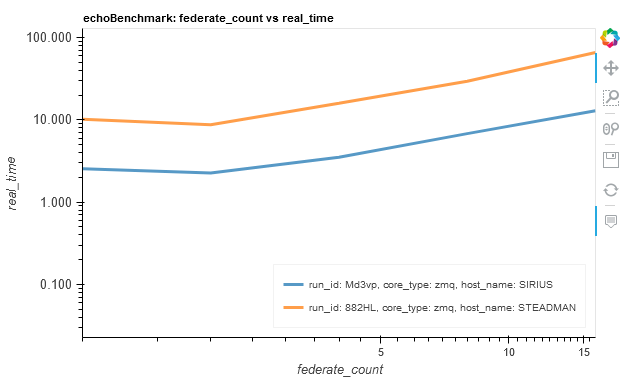 echoBenchmark: federate_count vs real_time
100.000
10.000
1.000
0.100
real_time
run_id: Md3vp, core_type: zmq, host_name: SIRIUS
run_id: 882HL, core_type: zmq, host_name: STEADMAN
5
10
15
federate_count